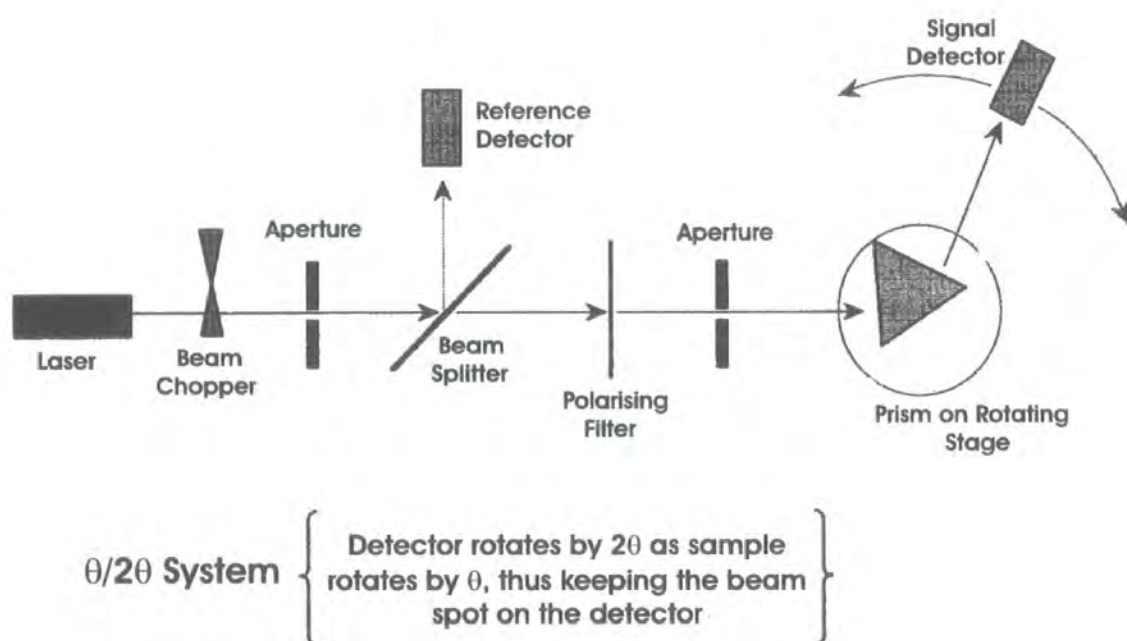 Signal
Detector
Reference
Detector
Aperture
Aperture
Laser
Beam
Chopper
Beam
Splitter
Polarising
Filter
Prism on Rotating
Stage
θ/2θ System
Detector rotates by 2θ as sample
rotates by θ, thus keeping the beam
spot on the detector